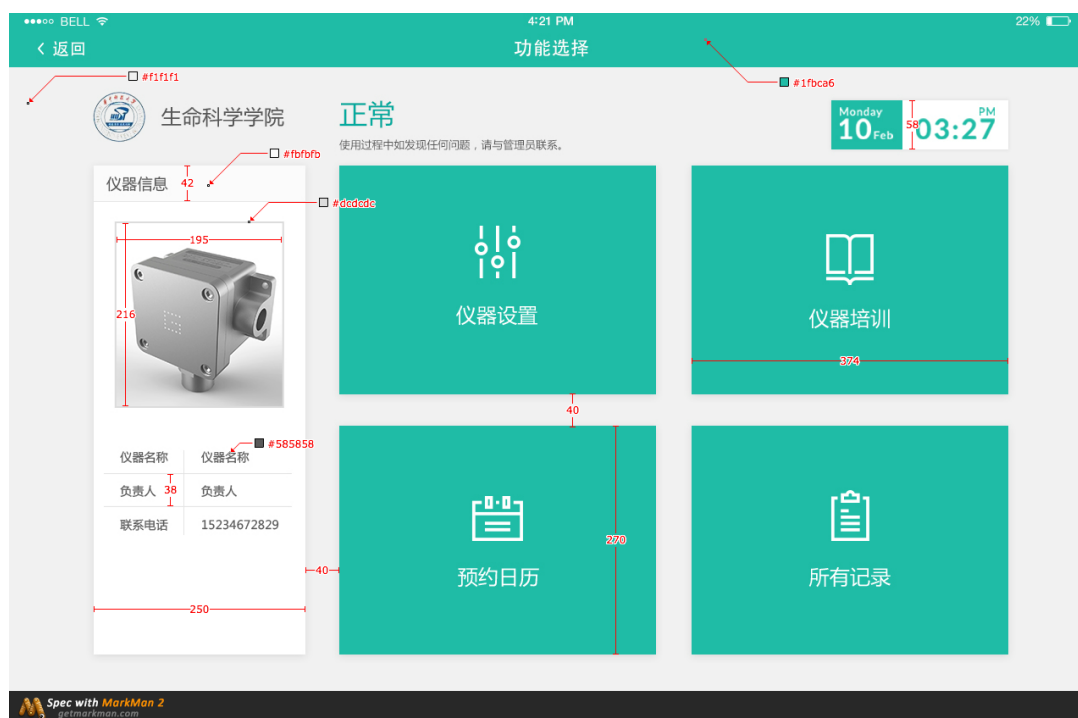 ●●●○○ BELL 4:21 PM 22%
返回 功能选择
#f1f1f1
#1fbca6
生命科学学院
正常
使用过程中如发现任何问题，请与管理员联系。
Monday
10 Feb
58
PM
03:27
#fbfbfb
仪器信息
42
#dcdcdc
195
216
仪器设置
仪器培训
374
40
#585858
仪器名称 仪器名称
负责人 38 负责人
联系电话 15234672829
40
250
270
预约日历
所有记录
Spec with MarkMan 2
getmarkman.com